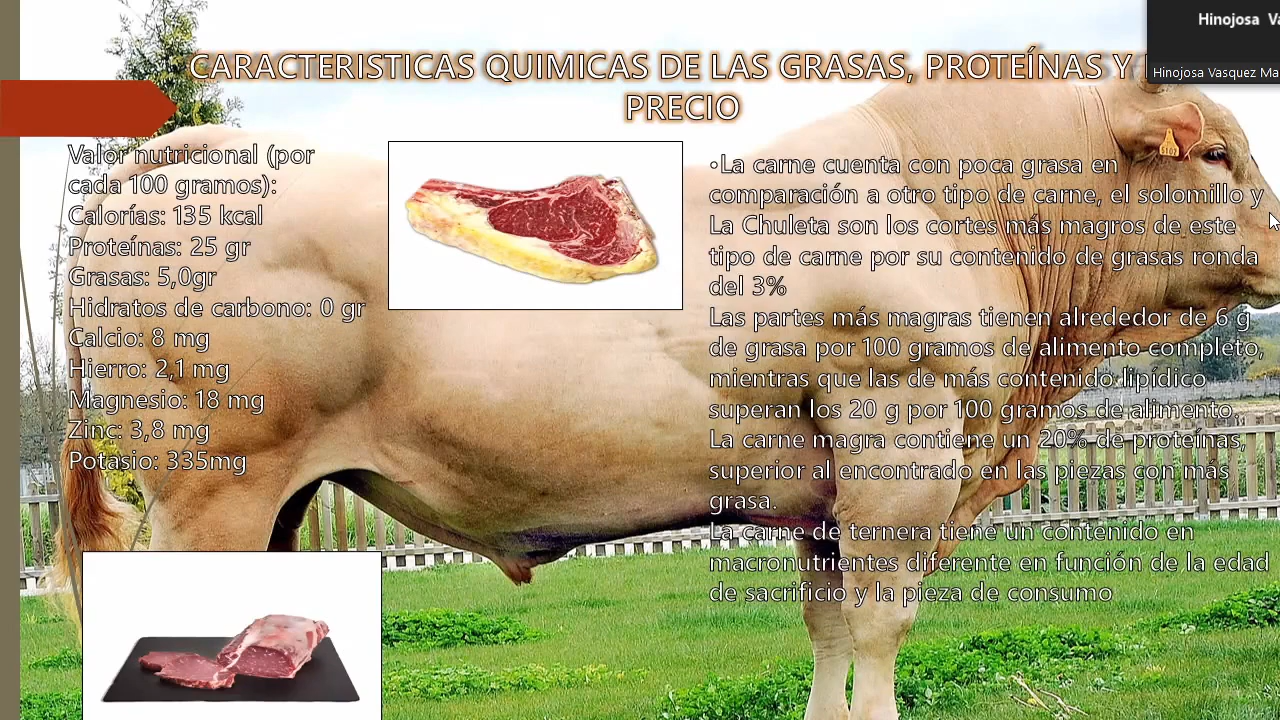 Hinojosa Va
Hinojosa Vasquez Ma
CARACTERISTICAS QUIMICAS DE LAS GRASAS, PROTEÍNAS Y
PRECIO
Valor nutricional (por
cada 100 gramos):
Calorías: 135 kcal
Proteínas: 25 gr
Grasas: 5,0gr
Hidratos de carbono: 0 gr
Calcio: 8 mg
Hierro: 2,1 mg
Magnesio: 18 mg
Zinc: 3,8 mg
Potasio: 335mg
•La carne cuenta con poca grasa en
comparación a otro tipo de carne, el solomillo y
La Chuleta son los cortes más magros de este
tipo de carne por su contenido de grasas ronda
del 3%
Las partes más magras tienen alrededor de 6 g
de grasa por 100 gramos de alimento completo,
mientras que las de más contenido lipídico
superan los 20 g por 100 gramos de alimento.
La carne magra contiene un 20% de proteínas,
superior al encontrado en las piezas con más
grasa.
La carne de ternera tiene un contenido en
macronutrientes diferente en función de la edad
de sacrificio y la pieza de consumo